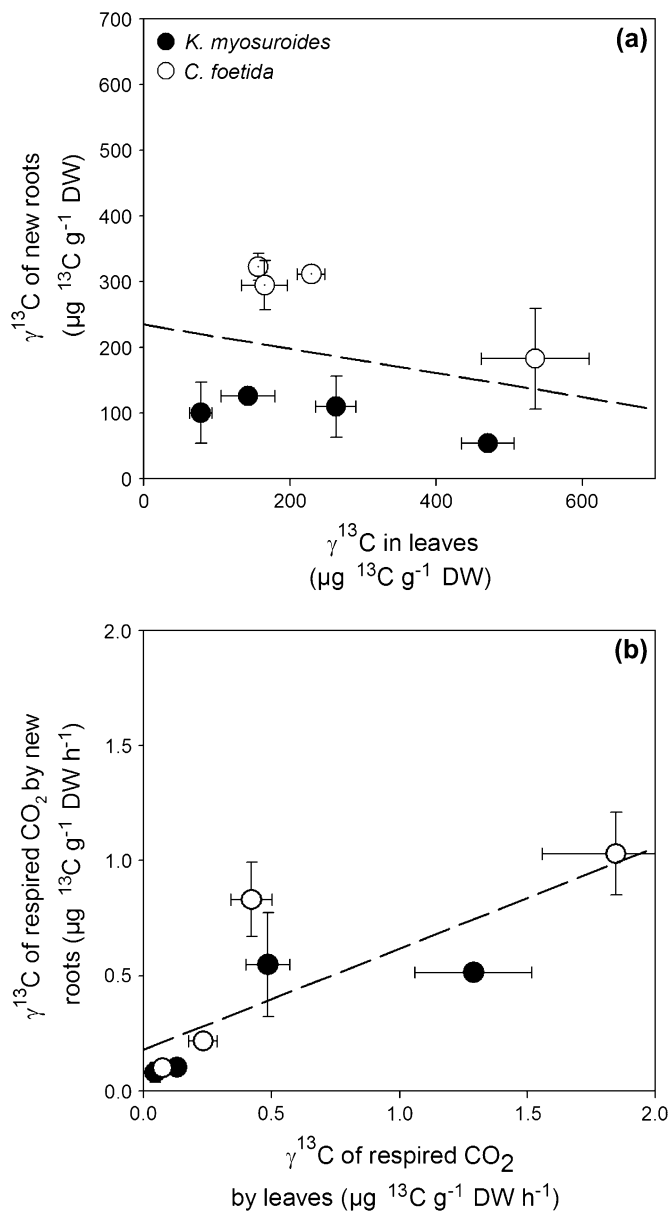 (a)
K. myosuroides
C. foetida
700
600
500
400
300
200
100
0
γ¹³C of new roots
(µg ¹³C g⁻¹ DW)
0 200 400 600
γ¹³C in leaves
(µg ¹³C g⁻¹ DW)
(b)
2.0
1.5
1.0
0.5
0.0
γ¹³C of respired CO₂ by new
roots (µg ¹³C g⁻¹ DW h⁻¹)
0.0 0.5 1.0 1.5 2.0
γ¹³C of respired CO₂
by leaves (µg ¹³C g⁻¹ DW h⁻¹)